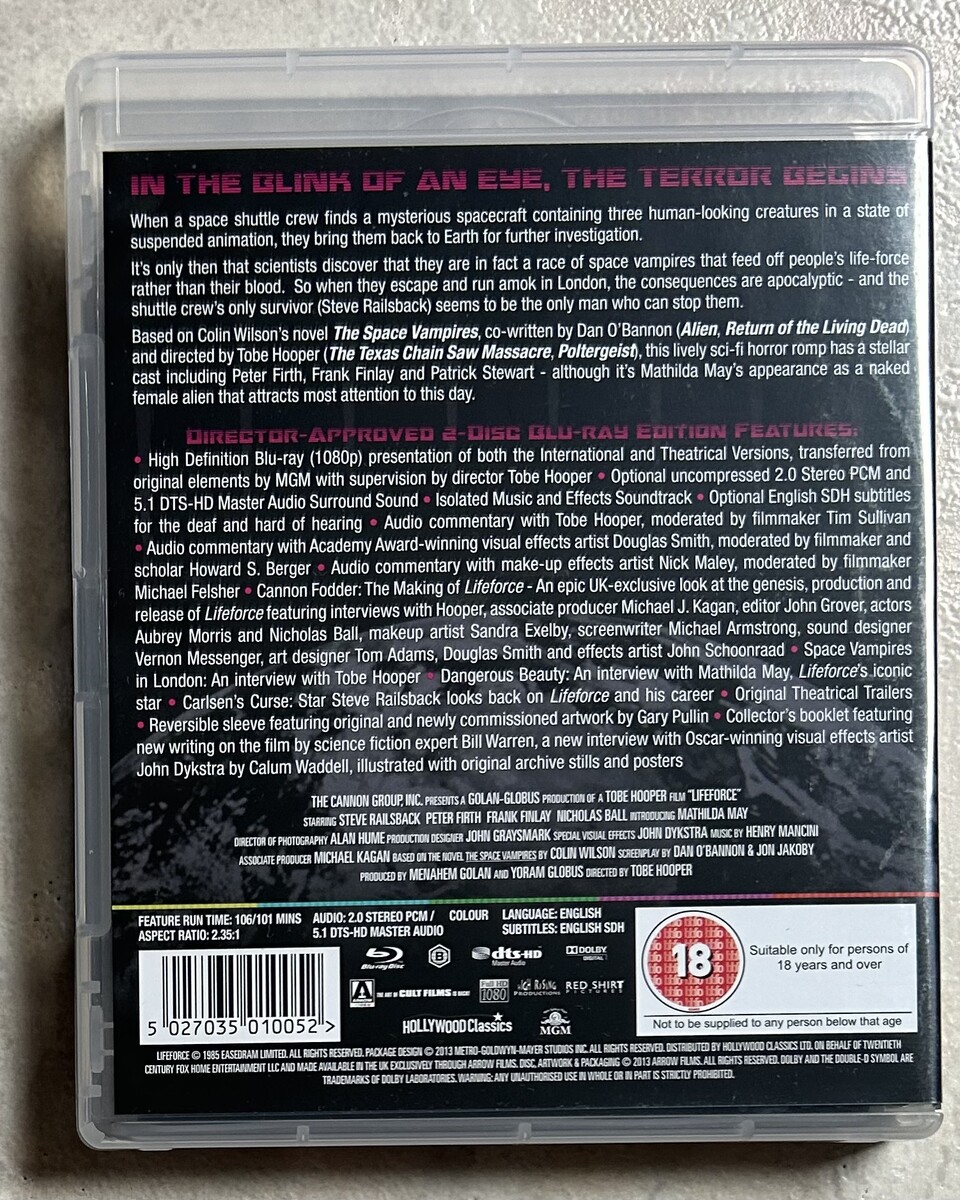 IN THE BLINK OF AN EYE, THE TERROR BEGINS
When a space shuttle crew finds a mysterious spacecraft containing three human-looking creatures in a state of
suspended animation, they bring them back to Earth for further investigation.
It's only then that scientists discover that they are in fact a race of space vampires that feed off people's life-force
rather than their blood. So when they escape and run amok in London, the consequences are apocalyptic - and the
shuttle crew's only survivor (Steve Railsback) seems to be the only man who can stop them.
Based on Colin Wilson's novel The Space Vampires, co-written by Dan O'Bannon (Alien, Return of the Living Dead)
and directed by Tobe Hooper (The Texas Chain Saw Massacre, Poltergeist), this lively sci-fi horror romp has a stellar
cast including Peter Firth, Frank Finlay and Patrick Stewart - although it's Mathilda May's appearance as a naked
female alien that attracts most attention to this day.
DIRECTOR-APPROVED 2-DISC BLU-RAY EDITION FEATURES:
• High Definition Blu-ray (1080p) presentation of both the International and Theatrical Versions, transferred from
original elements by MGM with supervision by director Tobe Hooper • Optional uncompressed 2.0 Stereo PCM and
5.1 DTS-HD Master Audio Surround Sound • Isolated Music and Effects Soundtrack • Optional English SDH subtitles
for the deaf and hard of hearing • Audio commentary with Tobe Hooper, moderated by filmmaker Tim Sullivan
• Audio commentary with Academy Award-winning visual effects artist Douglas Smith, moderated by filmmaker and
scholar Howard S. Berger • Audio commentary with make-up effects artist Nick Maley, moderated by filmmaker
Michael Felsher • Cannon Fodder: The Making of Lifeforce - An epic UK-exclusive look at the genesis, production and
release of Lifeforce featuring interviews with Hooper, associate producer Michael J. Kagan, editor John Grover, actors
Aubrey Morris and Nicholas Ball, makeup artist Sandra Exelby, screenwriter Michael Armstrong, sound designer
Vernon Messenger, art designer Tom Adams, Douglas Smith and effects artist John Schoonraad • Space Vampires
in London: An interview with Tobe Hooper • Dangerous Beauty: An interview with Mathilda May, Lifeforce's iconic
star • Carlsen's Curse: Star Steve Railsback looks back on Lifeforce and his career • Original Theatrical Trailers
• Reversible sleeve featuring original and newly commissioned artwork by Gary Pullin • Collector's booklet featuring
new writing on the film by science fiction expert Bill Warren, a new interview with Oscar-winning visual effects artist
John Dykstra by Calum Waddell, illustrated with original archive stills and posters
THE CANNON GROUP, INC. PRESENTS A GOLAN-GLOBUS PRODUCTION OF A TOBE HOOPER FILM "LIFEFORCE"
STARRING STEVE RAILSBACK PETER FIRTH FRANK FINLAY NICHOLAS BALL INTRODUCING MATHILDA MAY
DIRECTOR OF PHOTOGRAPHY ALAN HUME PRODUCTION DESIGNER JOHN GRAYSMARK SPECIAL VISUAL EFFECTS JOHN DYKSTRA MUSIC BY HENRY MANCINI
ASSOCIATE PRODUCER MICHAEL KAGAN BASED ON THE NOVEL THE SPACE VAMPIRES BY COLIN WILSON SCREENPLAY BY DAN O'BANNON & JON JAKOBY
PRODUCED BY MENAHEM GOLAN AND YORAM GLOBUS DIRECTED BY TOBE HOOPER
FEATURE RUN TIME: 106/101 MINS AUDIO: 2.0 STEREO PCM / COLOUR LANGUAGE: ENGLISH
ASPECT RATIO: 2.35:1 5.1 DTS-HD MASTER AUDIO SUBTITLES: ENGLISH SDH
Blu-ray Disc B dts-HD Master Audio DOLBY DIGITAL
18
Suitable only for persons of
18 years and over
Not to be supplied to any person below that age
ARROW THE ART OF CULT FILMS IS BACK! Full HD 1080 RISING PRODUCTIONS RED SHIRT PICTURES
HOLLYWOOD Classics MGM
5 027035 010052 >
LIFEFORCE © 1985 EASEDRAM LIMITED. ALL RIGHTS RESERVED. PACKAGE DESIGN © 2013 METRO-GOLDWYN-MAYER STUDIOS INC. ALL RIGHTS RESERVED. DISTRIBUTED BY HOLLYWOOD CLASSICS LTD. ON BEHALF OF TWENTIETH
CENTURY FOX HOME ENTERTAINMENT LLC AND MADE AVAILABLE IN THE UK EXCLUSIVELY THROUGH ARROW FILMS. DISC, ARTWORK & PACKAGING © 2013 ARROW FILMS. ALL RIGHTS RESERVED. DOLBY AND THE DOUBLE-D SYMBOL ARE
TRADEMARKS OF DOLBY LABORATORIES. WARNING: ANY UNAUTHORISED USE IN WHOLE OR IN PART IS STRICTLY PROHIBITED.